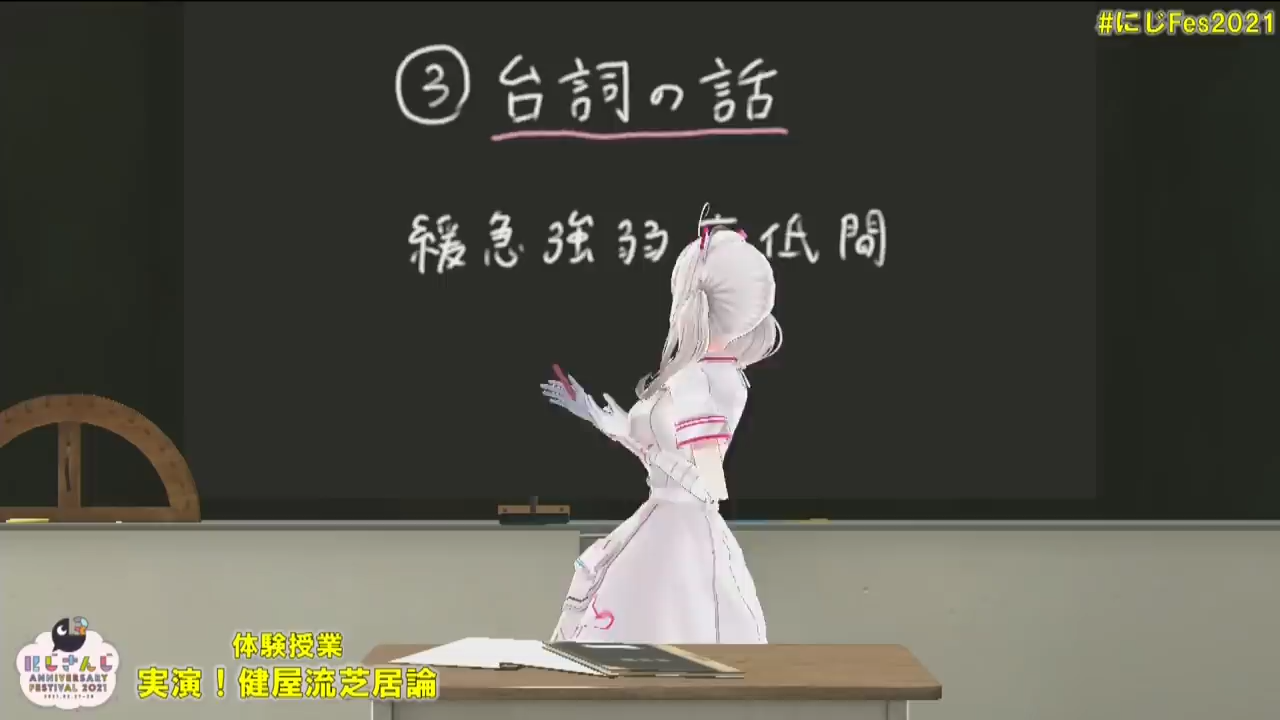 #にじFes2021
③ 台詞の話
緩急強弱 低間
にじさんじ
ANNIVERSARY
FESTIVAL 2021
体験授業
実演！健屋流芝居論